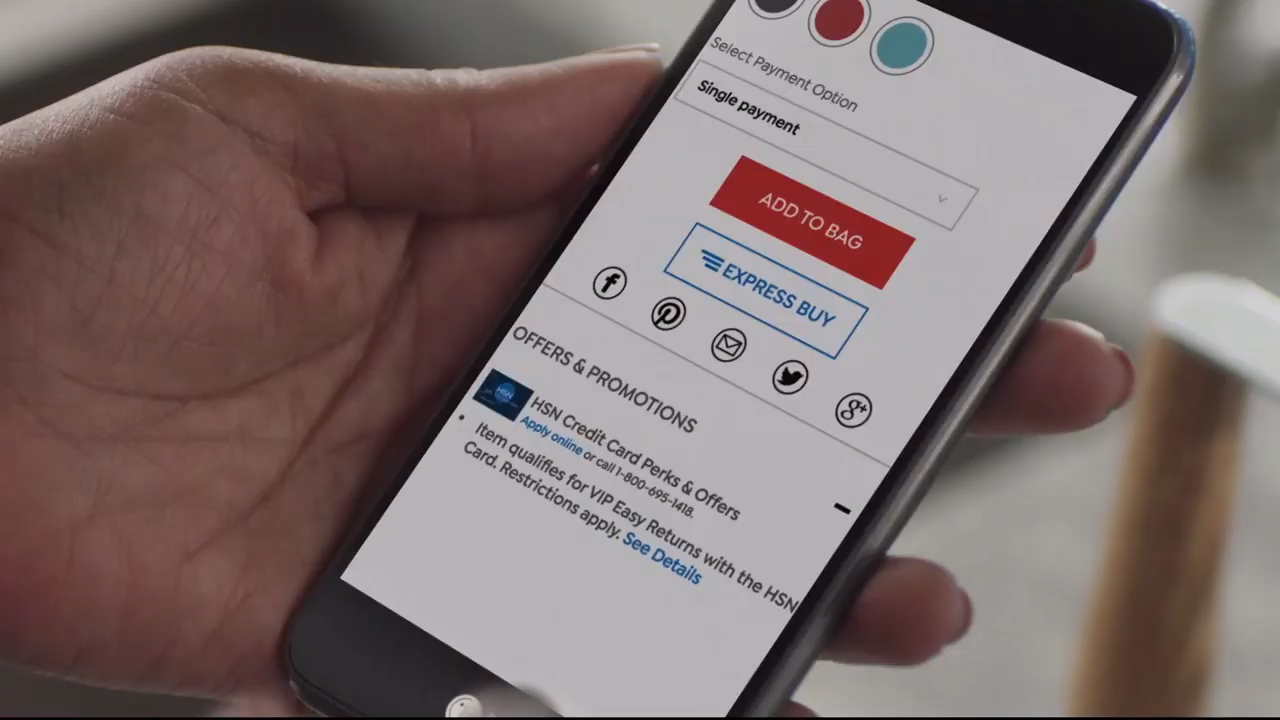 Select Payment Option
Single payment
ADD TO BAG
EXPRESS BUY
OFFERS & PROMOTIONS
HSN
HSN Credit Card Perks & Offers
Apply online or call 1-800-695-1418.
Item qualifies for VIP Easy Returns with the HSN
Card. Restrictions apply. See Details